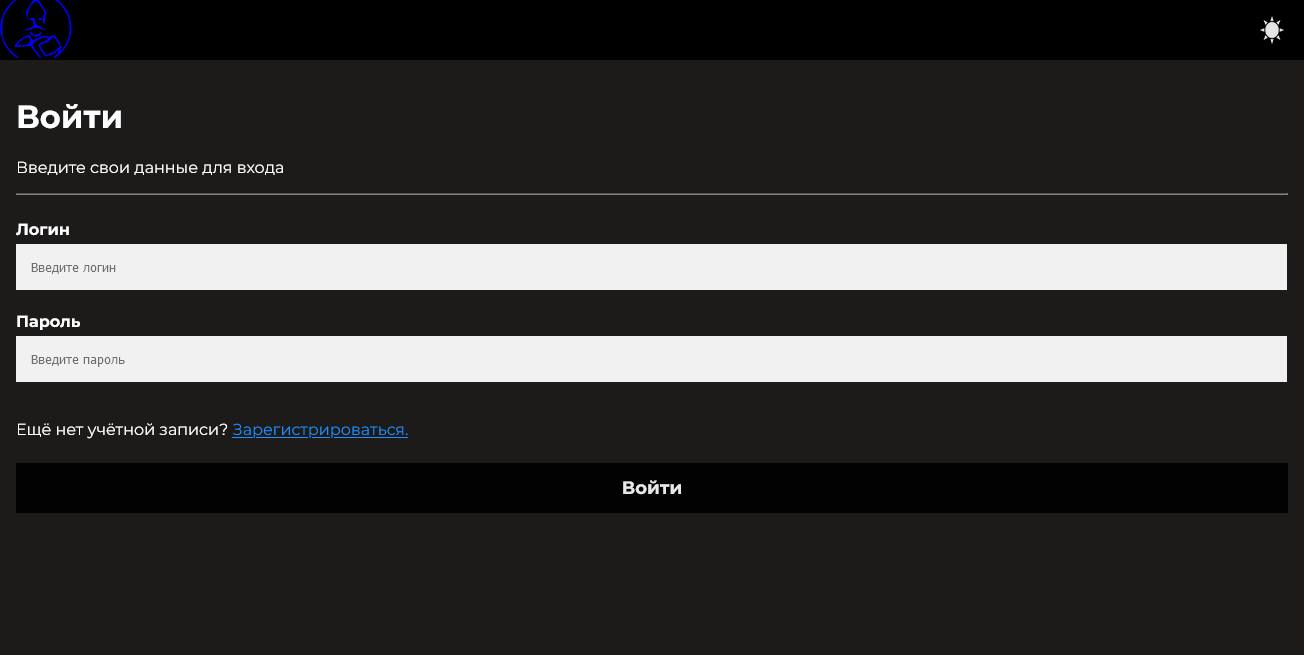 Войти
Введите свои данные для входа
Логин
Введите логин
Пароль
Введите пароль
Ещё нет учётной записи? Зарегистрироваться.
Войти